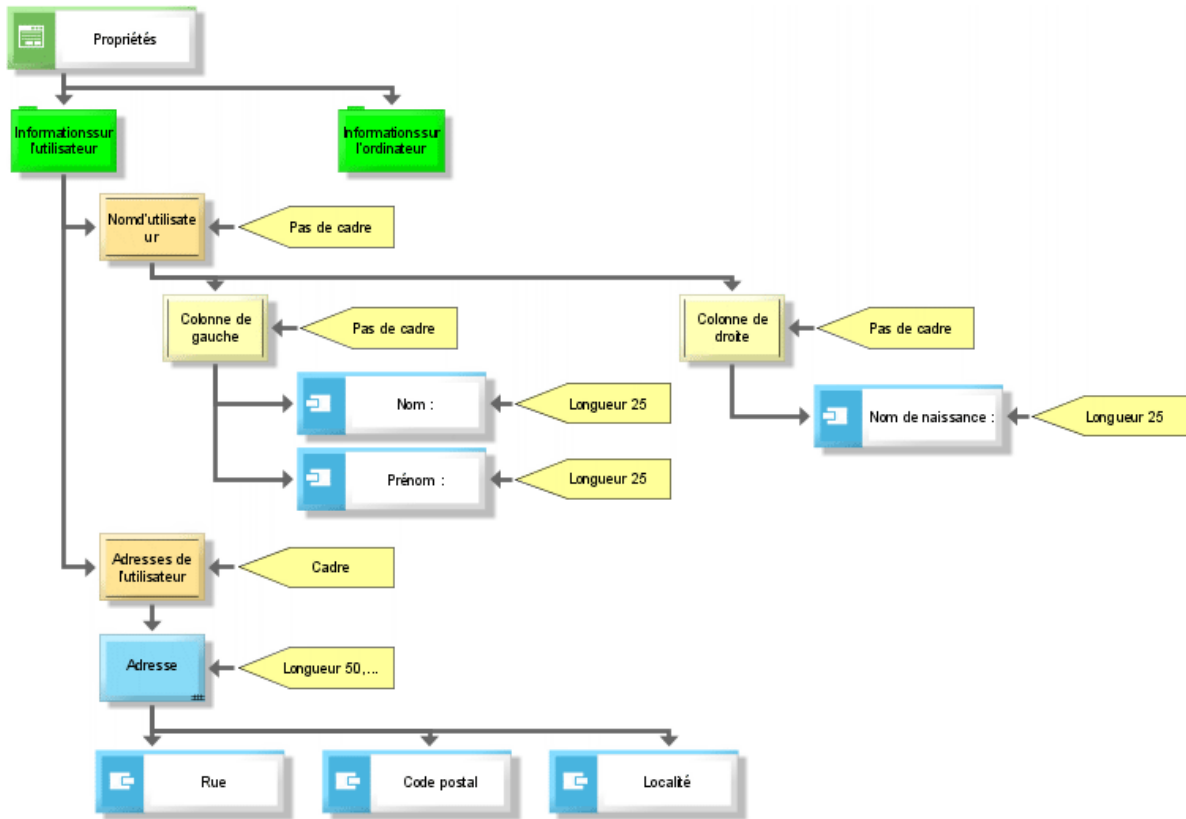 Propriétés
Informationssur
l'utilisateur
Informationssur
l'ordinateur
Nomd'utilisate
ur
Pas de cadre
Colonne de
gauche
Pas de cadre
Colonne de
droite
Pas de cadre
Nom :
Longueur 25
Nom de naissance :
Longueur 25
Prénom :
Longueur 25
Adresses de
l'utilisateur
Cadre
Adresse
Longueur 50,...
Rue
Code postal
Localité